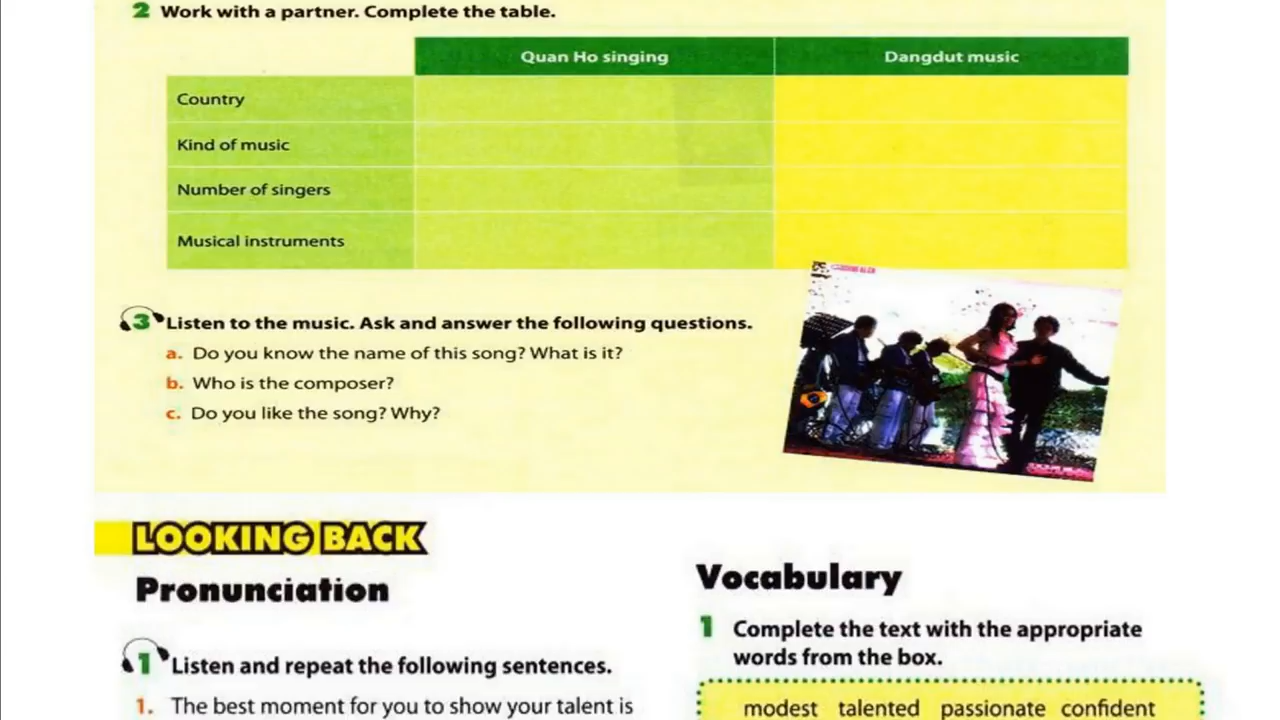 2 Work with a partner. Complete the table.
Quan Ho singing Dangdut music
Country
Kind of music
Number of singers
Musical instruments
3 Listen to the music. Ask and answer the following questions.
a. Do you know the name of this song? What is it?
b. Who is the composer?
c. Do you like the song? Why?
LOOKING BACK
Pronunciation
1 Listen and repeat the following sentences.
1. The best moment for you to show your talent is
Vocabulary
1 Complete the text with the appropriate
words from the box.
modest talented passionate confident